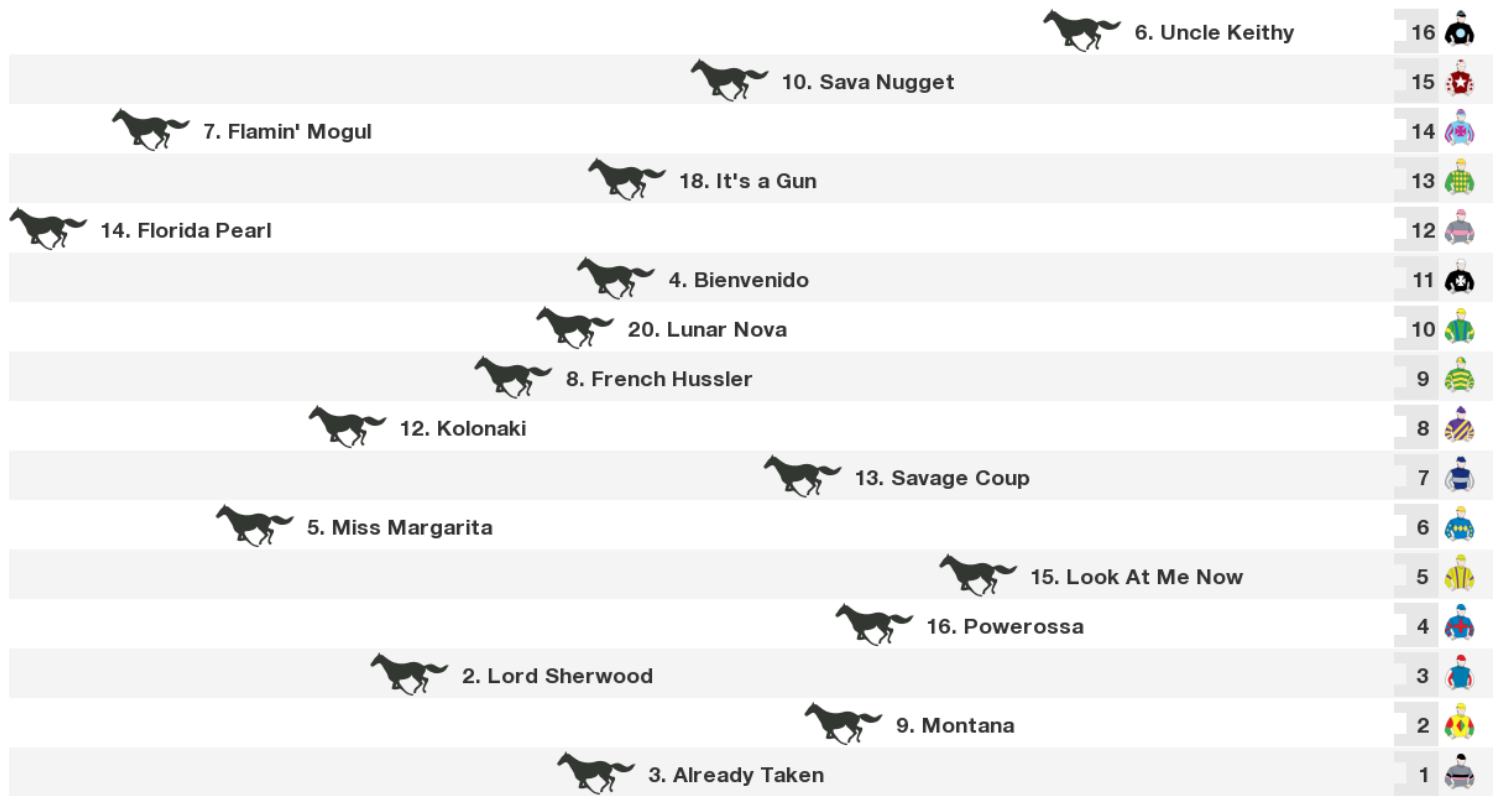 6. Uncle Keithy 16
10. Sava Nugget 15
7. Flamin' Mogul 14
18. It's a Gun 13
14. Florida Pearl 12
4. Bienvenido 11
20. Lunar Nova 10
8. French Hussler 9
12. Kolonaki 8
13. Savage Coup 7
5. Miss Margarita 6
15. Look At Me Now 5
16. Powerossa 4
2. Lord Sherwood 3
9. Montana 2
3. Already Taken 1